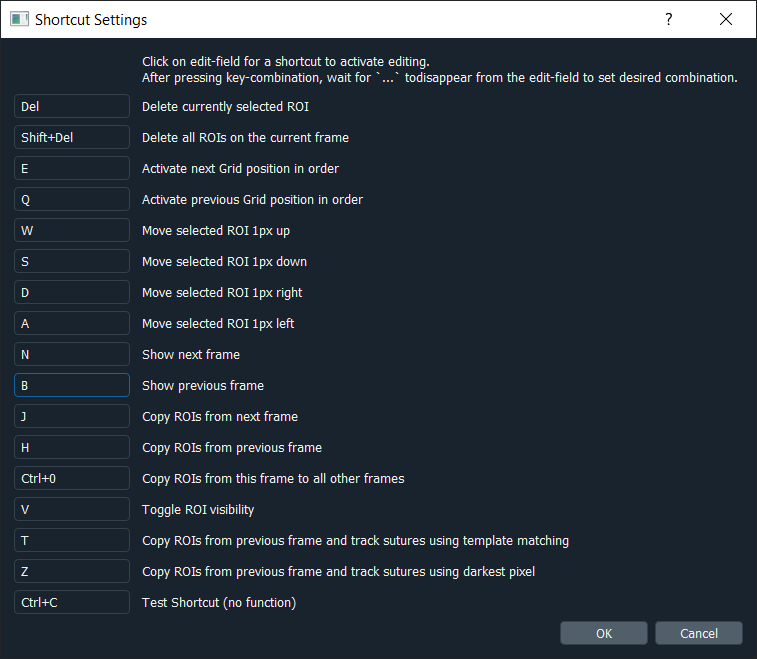 Shortcut Settings
?
Click on edit-field for a shortcut to activate editing.
After pressing key-combination, wait for `...` todisappear from the edit-field to set desired combination.
Del Delete currently selected ROI
Shift+Del Delete all ROIs on the current frame
E Activate next Grid position in order
Q Activate previous Grid position in order
W Move selected ROI 1px up
S Move selected ROI 1px down
D Move selected ROI 1px right
A Move selected ROI 1px left
N Show next frame
B Show previous frame
J Copy ROIs from next frame
H Copy ROIs from previous frame
Ctrl+0 Copy ROIs from this frame to all other frames
V Toggle ROI visibility
T Copy ROIs from previous frame and track sutures using template matching
Z Copy ROIs from previous frame and track sutures using darkest pixel
Ctrl+C Test Shortcut (no function)
OK Cancel